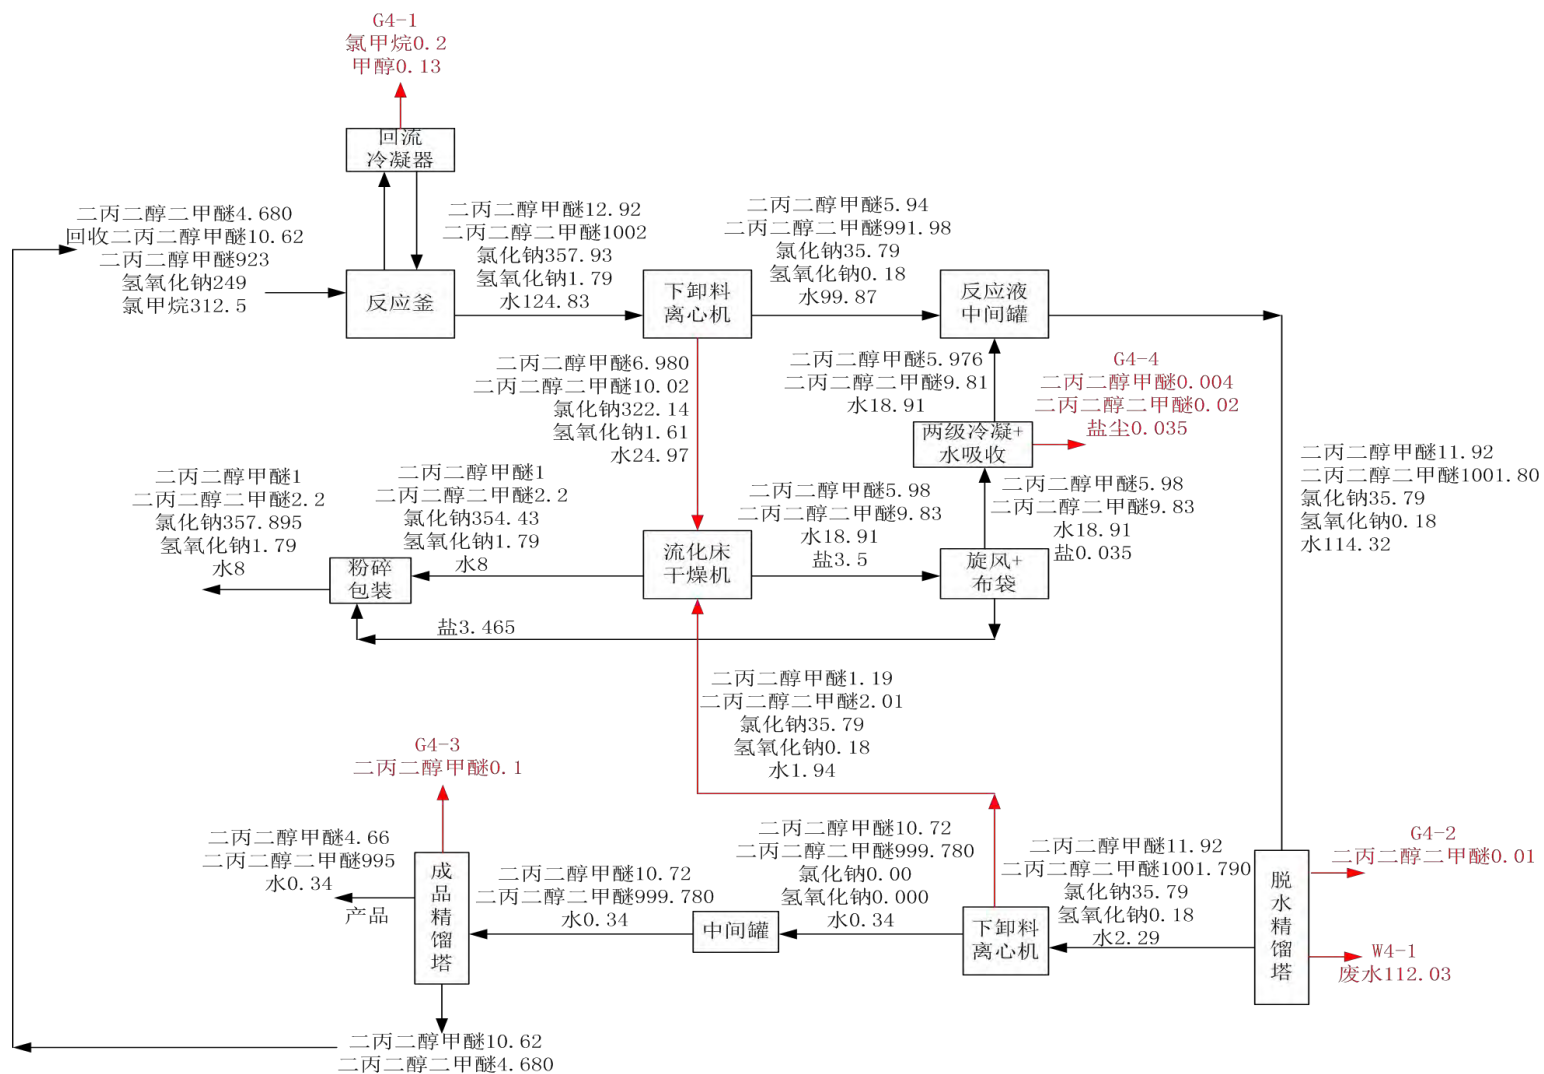 G4-1
氯甲烷0.2
甲醇0.13
回流
冷凝器
二丙二醇二甲醚4.680
回收二丙二醇甲醚10.62
二丙二醇甲醚923
氢氧化钠249
氯甲烷312.5
反应釜
二丙二醇甲醚12.92
二丙二醇二甲醚1002
氯化钠357.93
氢氧化钠1.79
水124.83
下卸料
离心机
二丙二醇甲醚5.94
二丙二醇二甲醚991.98
氯化钠35.79
氢氧化钠0.18
水99.87
反应液
中间罐
二丙二醇甲醚6.980
二丙二醇二甲醚10.02
氯化钠322.14
氢氧化钠1.61
水24.97
二丙二醇甲醚5.976
二丙二醇二甲醚9.81
水18.91
G4-4
二丙二醇甲醚0.004
二丙二醇二甲醚0.02
盐尘0.035
两级冷凝+
水吸收
二丙二醇甲醚11.92
二丙二醇二甲醚1001.80
氯化钠35.79
氢氧化钠0.18
水114.32
二丙二醇甲醚1
二丙二醇二甲醚2.2
氯化钠357.895
氢氧化钠1.79
水8
粉碎
包装
二丙二醇甲醚1
二丙二醇二甲醚2.2
氯化钠354.43
氢氧化钠1.79
水8
流化床
干燥机
二丙二醇甲醚5.98
二丙二醇二甲醚9.83
水18.91
盐3.5
旋风+
布袋
二丙二醇甲醚5.98
二丙二醇二甲醚9.83
水18.91
盐0.035
盐3.465
二丙二醇甲醚1.19
二丙二醇二甲醚2.01
氯化钠35.79
氢氧化钠0.18
水1.94
G4-3
二丙二醇甲醚0.1
二丙二醇甲醚4.66
二丙二醇二甲醚995
水0.34
产品
成品精馏塔
二丙二醇甲醚10.72
二丙二醇二甲醚999.780
水0.34
中间罐
二丙二醇甲醚10.72
二丙二醇二甲醚999.780
氯化钠0.00
氢氧化钠0.000
水0.34
下卸料
离心机
二丙二醇甲醚11.92
二丙二醇二甲醚1001.790
氯化钠35.79
氢氧化钠0.18
水2.29
脱水精馏塔
G4-2
二丙二醇二甲醚0.01
W4-1
废水112.03
二丙二醇甲醚10.62
二丙二醇二甲醚4.680